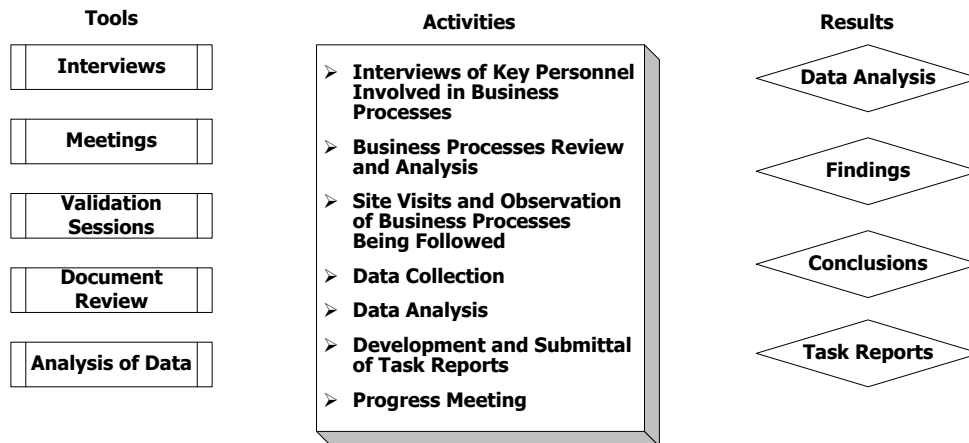 Tools
Interviews
Meetings
Validation
Sessions
Document
Review
Analysis of Data
Activities
➢ Interviews of Key Personnel
Involved in Business
Processes
➢ Business Processes Review
and Analysis
➢ Site Visits and Observation
of Business Processes
Being Followed
➢ Data Collection
➢ Data Analysis
➢ Development and Submittal
of Task Reports
➢ Progress Meeting
Results
Data Analysis
Findings
Conclusions
Task Reports